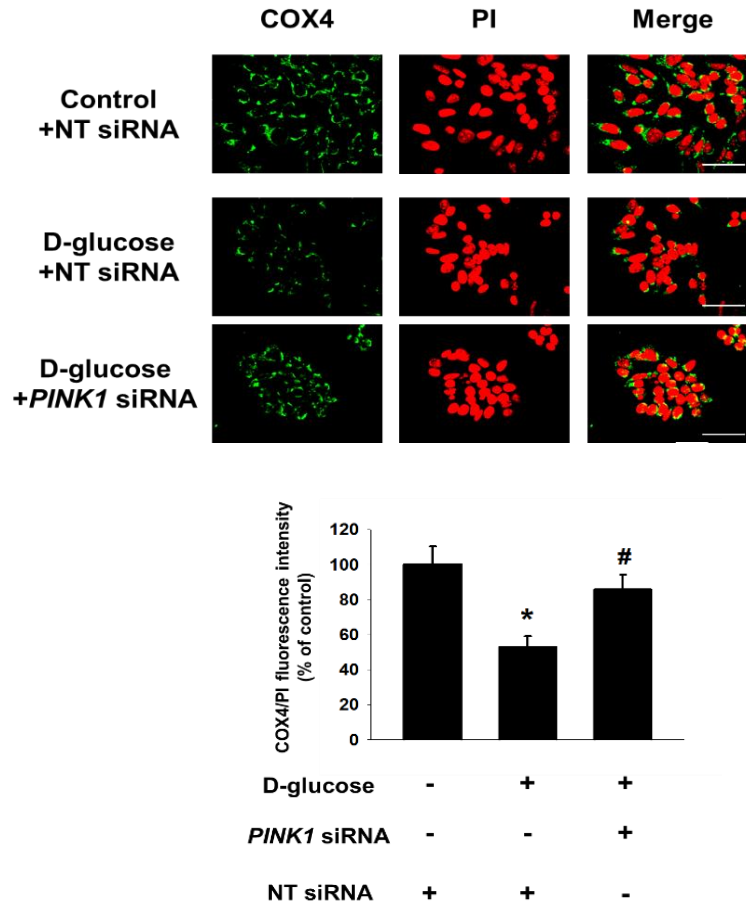 COX4 PI Merge
Control
+NT siRNA
D-glucose
+NT siRNA
D-glucose
+PINK1 siRNA
COX4/PI fluorescence intensity
(% of control)
120
100
80
60
40
20
0
*
#
D-glucose - + +
PINK1 siRNA - - +
NT siRNA + + -